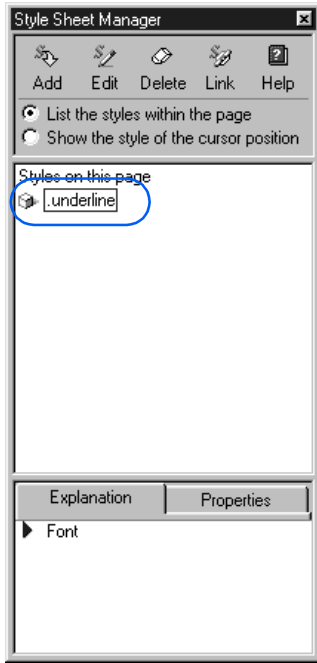 Style Sheet Manager
Add Edit Delete Link Help
List the styles within the page
Show the style of the cursor position
Styles on this page
.underline
Explanation Properties
Font